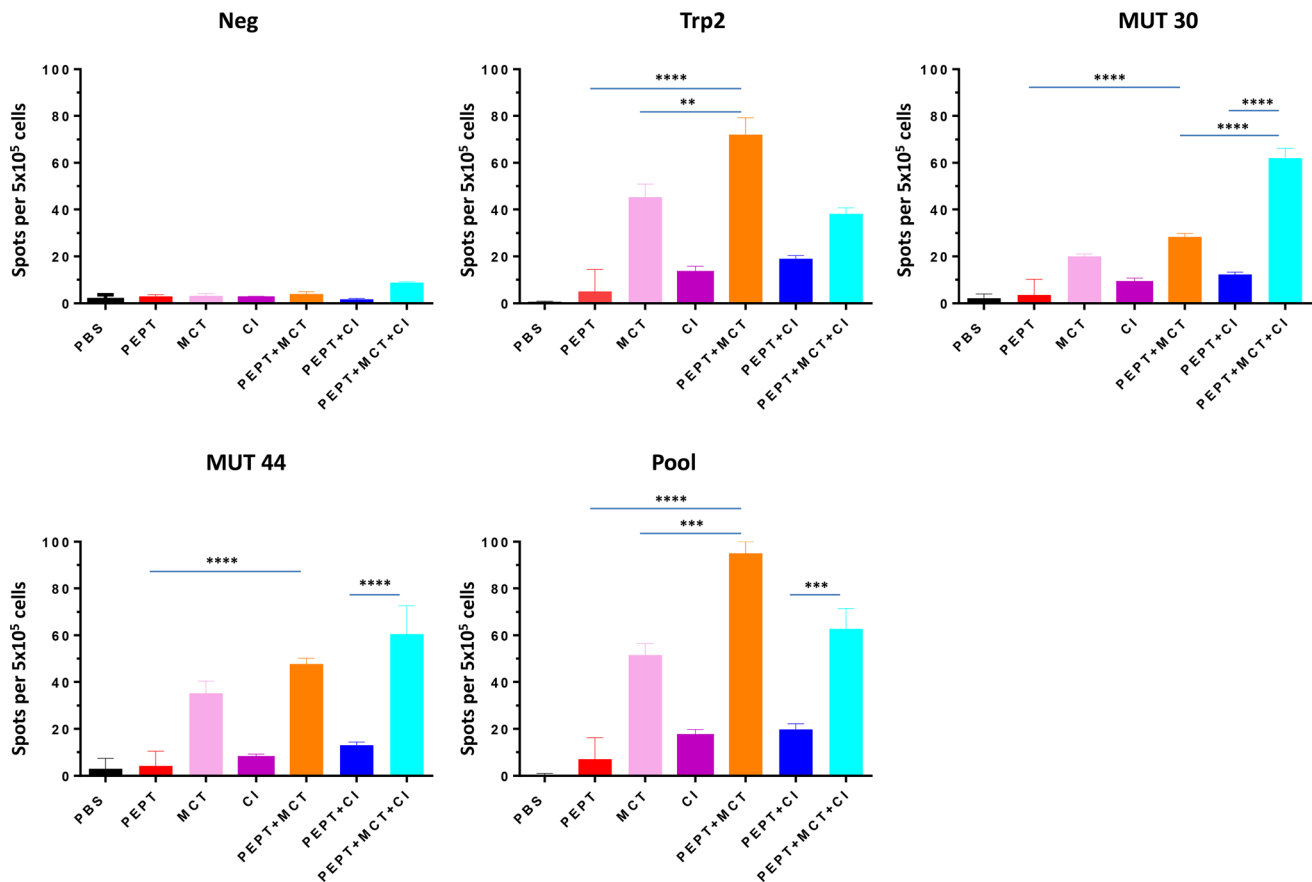 Neg
Spots per 5x10⁵ cells
100
80
60
40
20
0
PBS
PEPT
MCT
CI
PEPT+MCT
PEPT+CI
PEPT+MCT+CI
Trp2
Spots per 5x10⁵ cells
100
80
60
40
20
0
****
**
PBS
PEPT
MCT
CI
PEPT+MCT
PEPT+CI
PEPT+MCT+CI
MUT 30
Spots per 5x10⁵ cells
100
80
60
40
20
0
****
****
****
PBS
PEPT
MCT
CI
PEPT+MCT
PEPT+CI
PEPT+MCT+CI
MUT 44
Spots per 5x10⁵ cells
100
80
60
40
20
0
****
****
PBS
PEPT
MCT
CI
PEPT+MCT
PEPT+CI
PEPT+MCT+CI
Pool
Spots per 5x10⁵ cells
100
80
60
40
20
0
****
***
***
PBS
PEPT
MCT
CI
PEPT+MCT
PEPT+CI
PEPT+MCT+CI